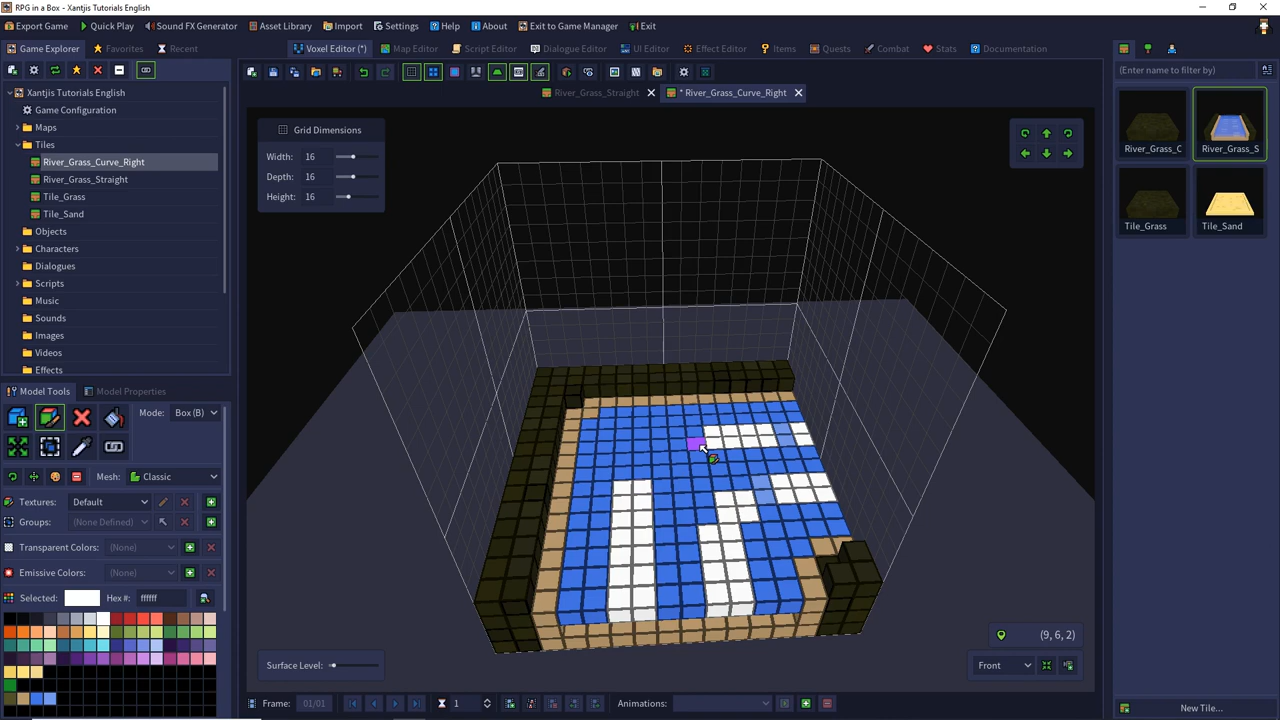 RPG in a Box - Xantjis Tutorials English
Export Game Quick Play Sound FX Generator Asset Library Import Settings Help About Exit to Game Manager Exit
Game Explorer Favorites Recent Voxel Editor (*) Map Editor Script Editor Dialogue Editor UI Editor Effect Editor Items Quests Combat Stats Documentation
(Enter name to filter by)
River_Grass_Straight * River_Grass_Curve_Right
Xantjis Tutorials English
Game Configuration
Maps
Tiles
River_Grass_Curve_Right
River_Grass_Straight
Tile_Grass
Tile_Sand
Objects
Characters
Dialogues
Scripts
Music
Sounds
Images
Videos
Effects
Grid Dimensions
Width: 16
Depth: 16
Height: 16
River_Grass_C River_Grass_S
Tile_Grass Tile_Sand
Model Tools Model Properties
Mode: Box (B)
Mesh: Classic
Textures: Default
Groups: (None Defined)
Transparent Colors: (None)
Emissive Colors: (None)
Selected: Hex #: ffffff
(9, 6, 2)
Surface Level: Front
Frame: 01/01 1 Animations:
New Tile...